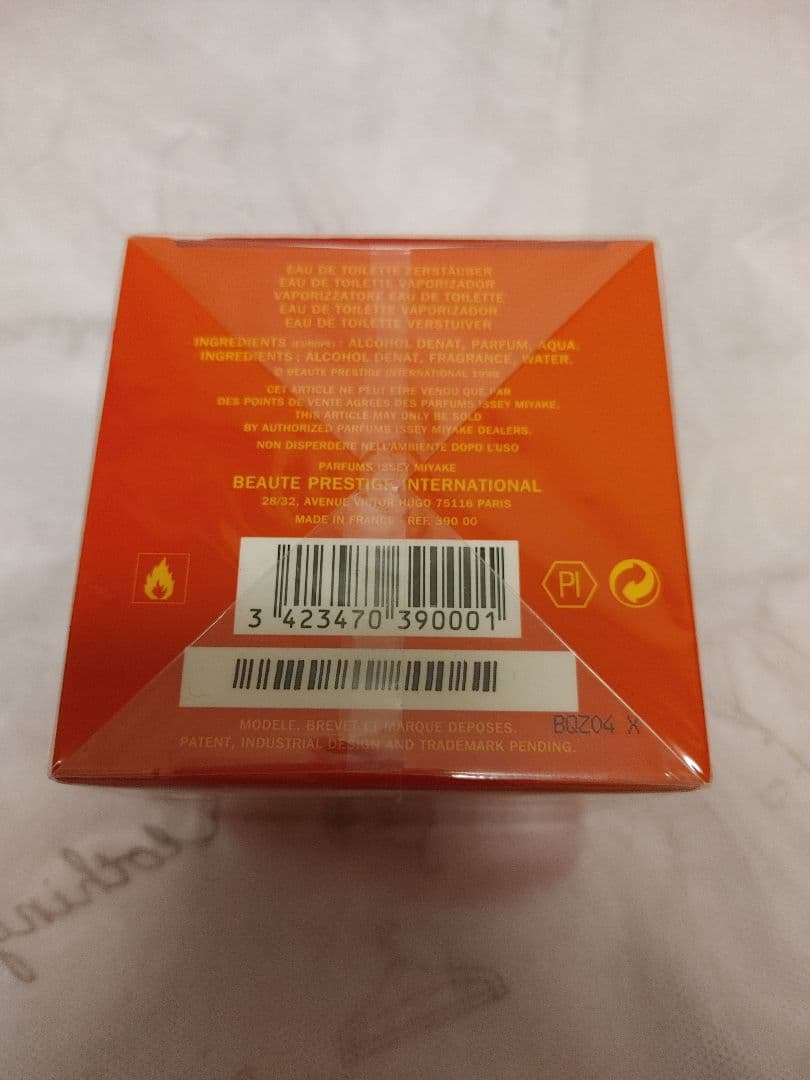 EAU DE TOILETTE ZERSTÄUBER
EAU DE TOILETTE VAPORIZADOR
VAPORIZZATORE EAU DE TOILETTE
EAU DE TOILETTE VAPORIZADOR
EAU DE TOILETTE VERSTUIVER
INGREDIENTS (EUROPE) : ALCOHOL DENAT, PARFUM, AQUA.
INGREDIENTS : ALCOHOL DENAT, FRAGRANCE, WATER.
© BEAUTE PRESTIGE INTERNATIONAL 1998
CET ARTICLE NE PEUT ETRE VENDU QUE PAR
DES POINTS DE VENTE AGREES DES PARFUMS ISSEY MIYAKE.
THIS ARTICLE MAY ONLY BE SOLD
BY AUTHORIZED PARFUMS ISSEY MIYAKE DEALERS.
NON DISPERDERE NELL'AMBIENTE DOPO L'USO
PARFUMS ISSEY MIYAKE
BEAUTE PRESTIGE INTERNATIONAL
28/32, AVENUE VICTOR HUGO 75116 PARIS
MADE IN FRANCE REF. 390 00
PI
3 423470 390001
MODELE, BREVET ET MARQUE DEPOSES.
BQZ04 X
PATENT, INDUSTRIAL DESIGN AND TRADEMARK PENDING.